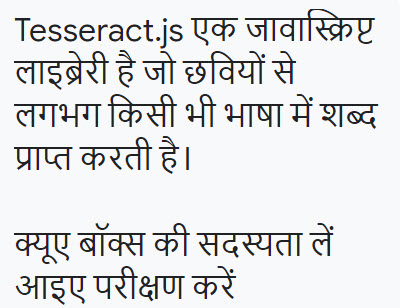 Tesseract.js एक जावास्क्रिप्ट
लाइब्रेरी है जो छवियों से
लगभग किसी भी भाषा में शब्द
प्राप्त करती है।
क्यूए बॉक्स की सदस्यता लें
आइए परीक्षण करें